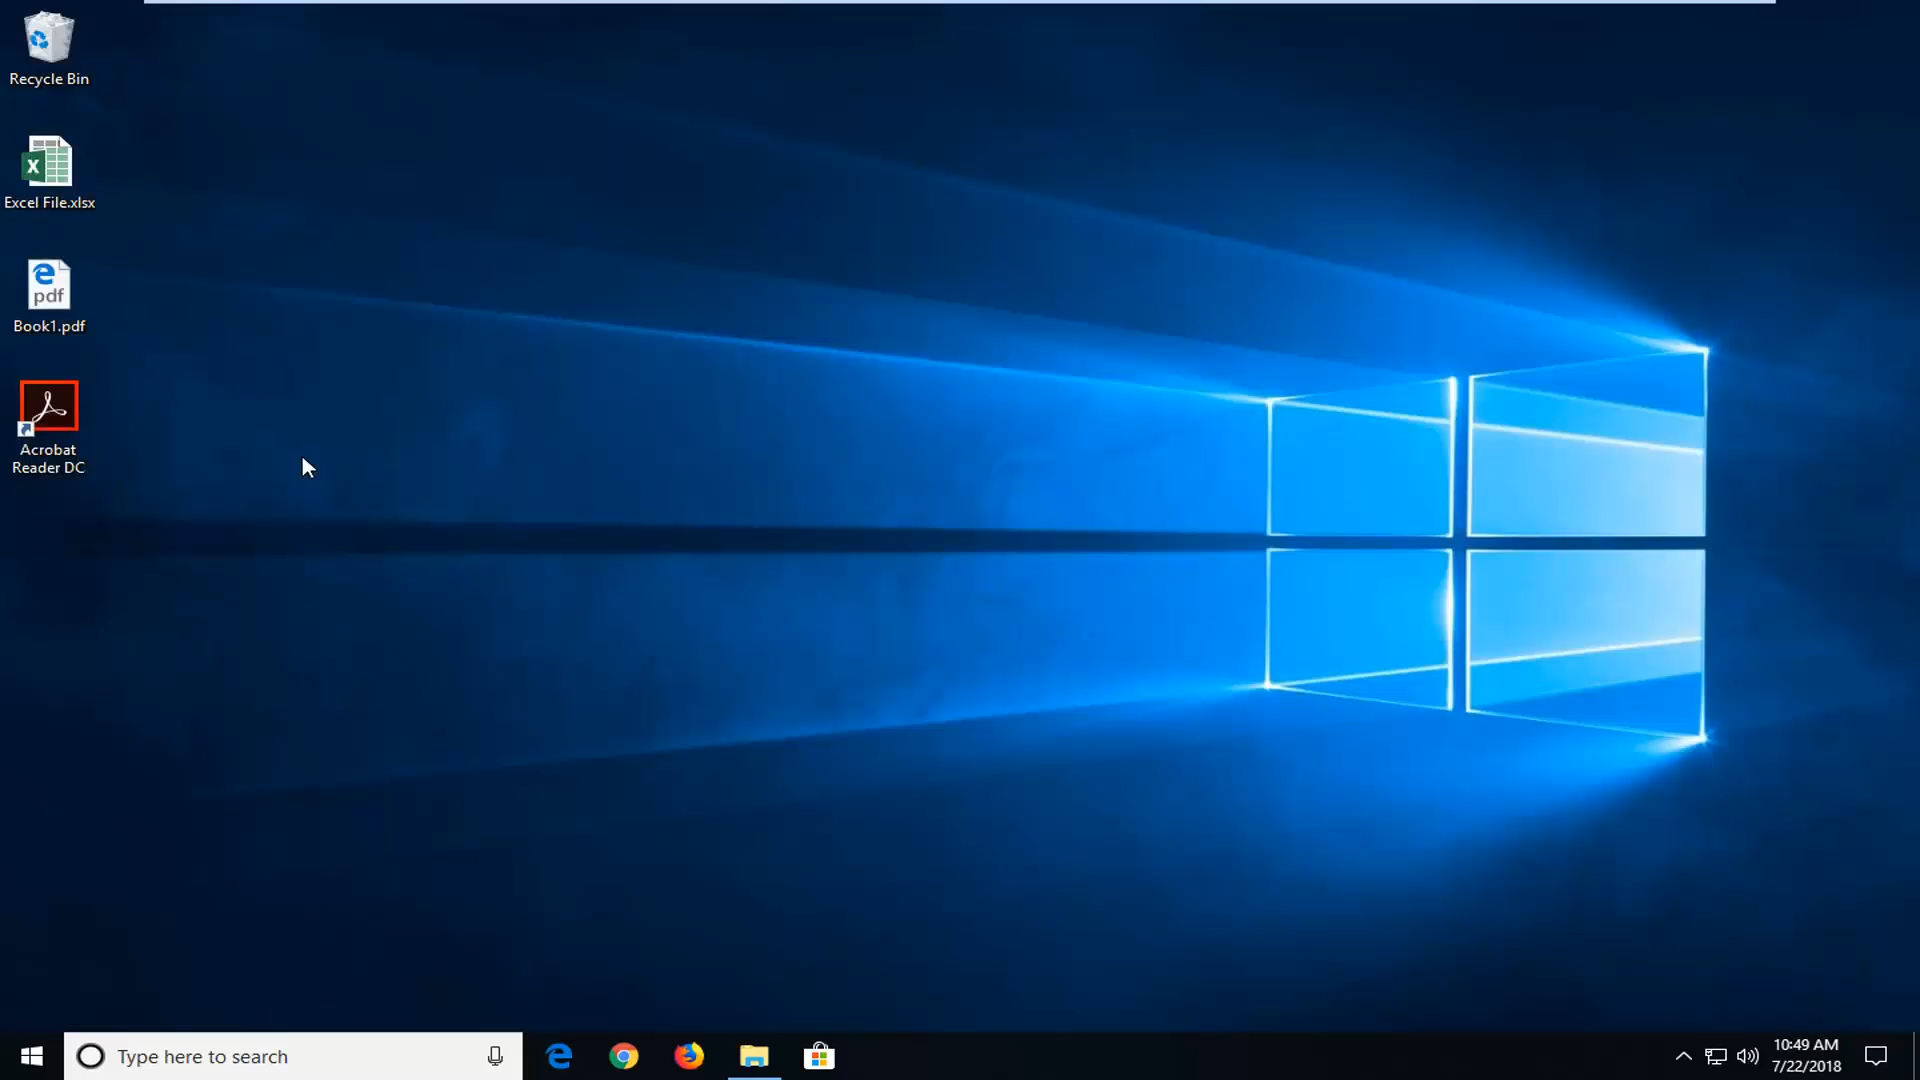 Recycle Bin
X
Excel File.xlsx
e
pdf
Book1.pdf
Acrobat
Reader DC
Type here to search
10:49 AM
7/22/2018